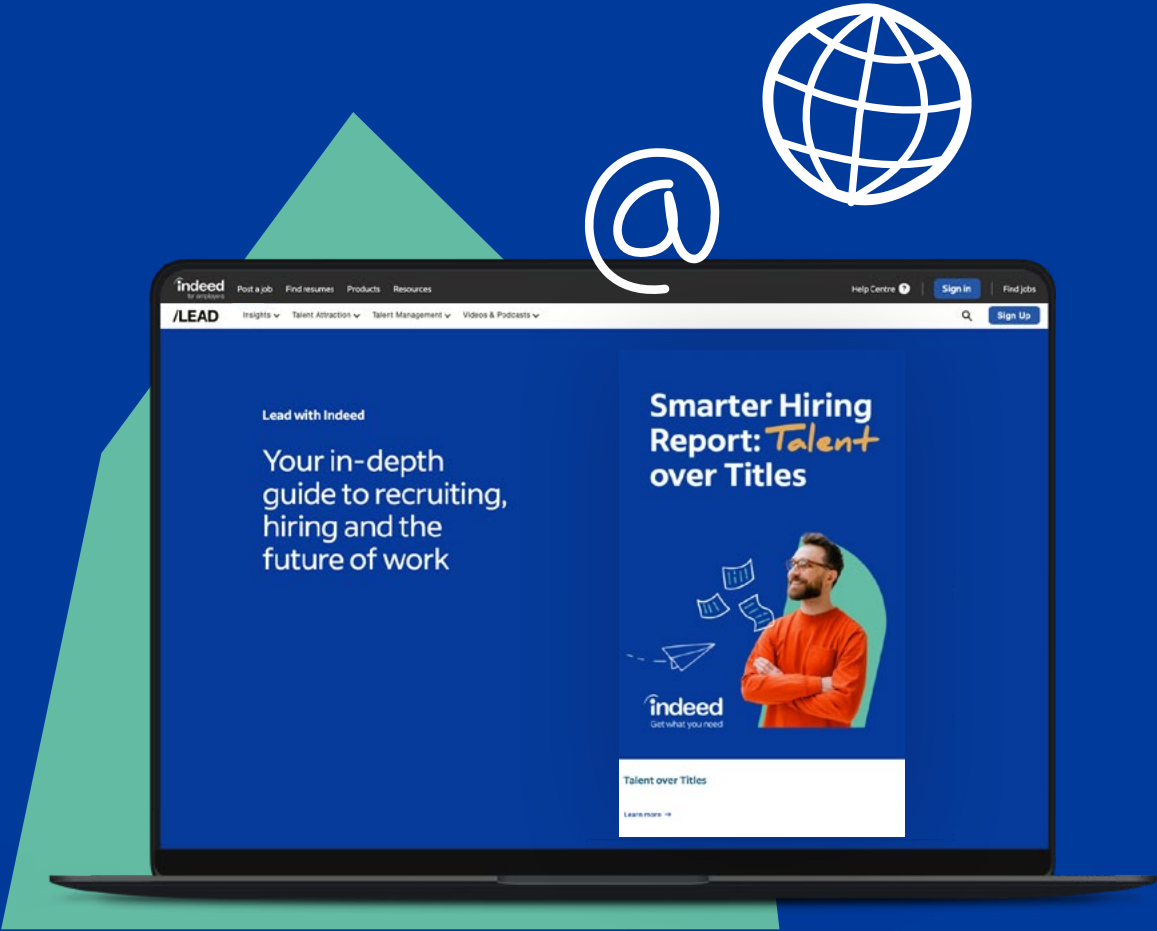 @
indeed
for employers
Post a job Find resumes Products Resources
Help Centre ? Sign in Find jobs
/LEAD
Insights Talent Attraction Talent Management Videos & Podcasts
Sign Up
Lead with Indeed
Your in-depth
guide to recruiting,
hiring and the
future of work
Smarter Hiring
Report: Talent
over Titles
indeed
Get what you need
Talent over Titles
Learn more →